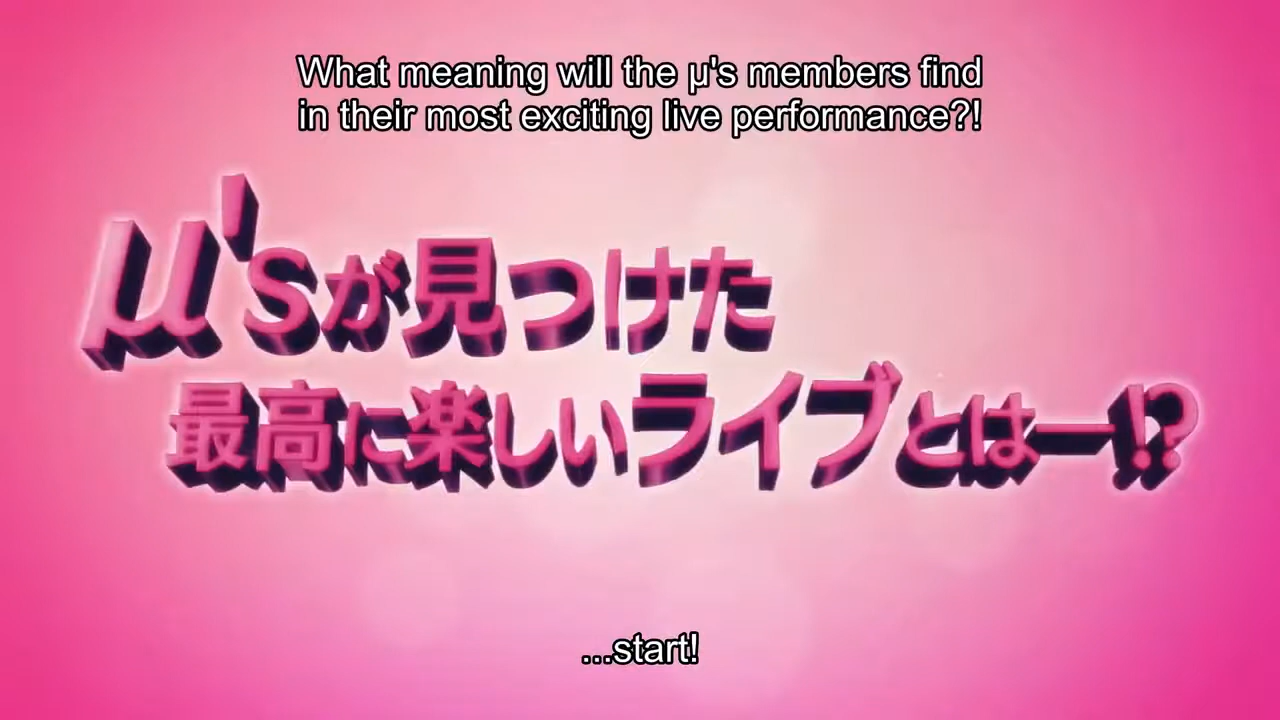 What meaning will the μ's members find
in their most exciting live performance?!
μ'sが見つけた
最高に楽しいライブとは―!?
...start!